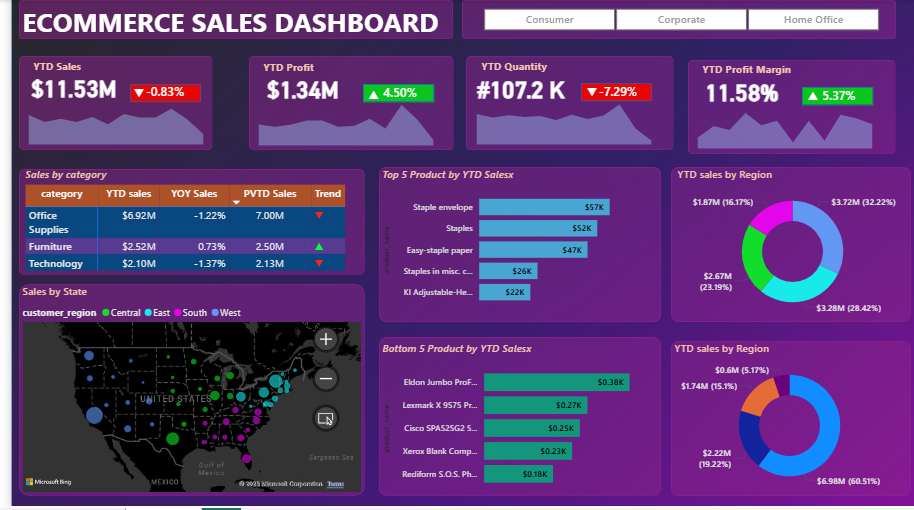 ECOMMERCE SALES DASHBOARD
Consumer
Corporate
Home Office
YTD Sales
$11.53M
▼-0.83%
YTD Profit
$1.34M
▲ 4.50%
YTD Quantity
#107.2 K
▼-7.29%
YTD Profit Margin
11.58%
▲ 5.37%
Sales by category
category YTD sales YOY Sales PVTD Sales Trend
Office Supplies $6.92M -1.22% 7.00M ▼
Furniture $2.52M 0.73% 2.50M ▲
Technology $2.10M -1.37% 2.13M ▼
Sales by State
customer_region Central East South West
UNITED STATES
Gulf of
Mexico
Sargasso Sea
MEXICO
Microsoft Bing
© 2025 Microsoft Corporation Terms
Top 5 Product by YTD Salesx
product_name
Staple envelope $57K
Staples $52K
Easy-staple paper $47K
Staples in misc. c... $26K
KI Adjustable-He... $22K
Bottom 5 Product by YTD Salesx
product_name
Eldon Jumbo ProF... $0.38K
Lexmark X 9575 Pr... $0.27K
Cisco SPA525G2 5... $0.25K
Xerox Blank Comp... $0.23K
Rediform S.O.S. Ph... $0.18K
YTD sales by Region
$1.87M (16.17%)
$3.72M (32.22%)
$2.67M
(23.19%)
$3.28M (28.42%)
YTD sales by Region
$0.6M (5.17%)
$1.74M (15.1%)
$2.22M
(19.22%)
$6.98M (60.51%)